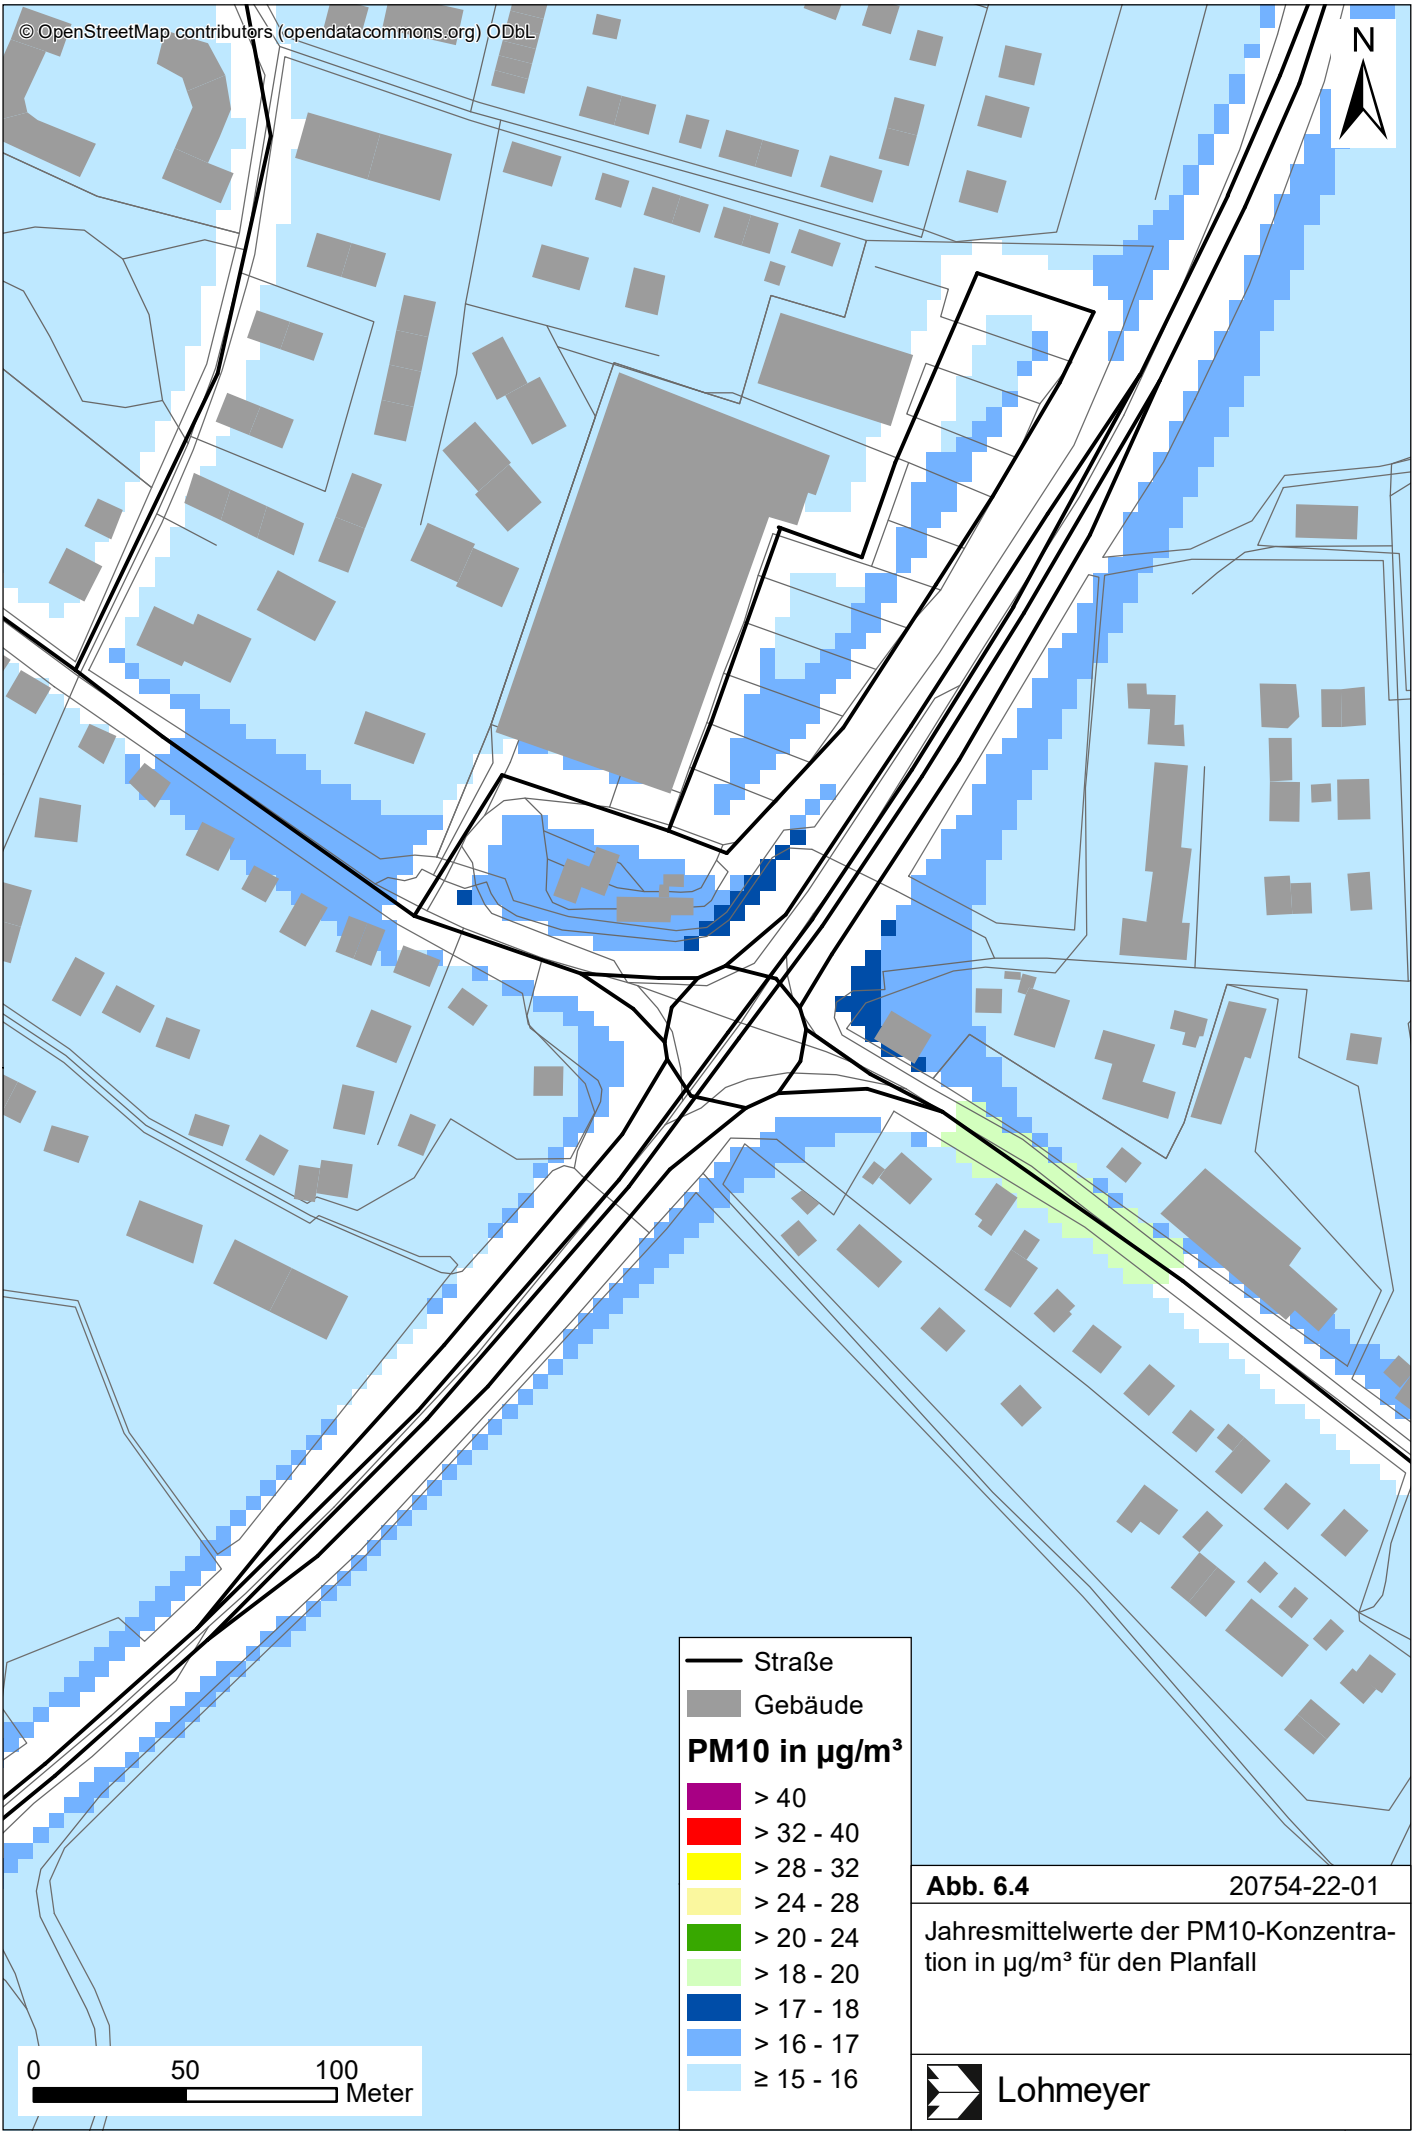 © OpenStreetMap contributors (opendatacommons.org) ODbL
N
Straße
Gebäude
PM10 in µg/m³
> 40
> 32 - 40
> 28 - 32
> 24 - 28
> 20 - 24
> 18 - 20
> 17 - 18
> 16 - 17
≥ 15 - 16
Abb. 6.4 20754-22-01
Jahresmittelwerte der PM10-Konzentra-
tion in µg/m³ für den Planfall
Lohmeyer
0 50 100
Meter